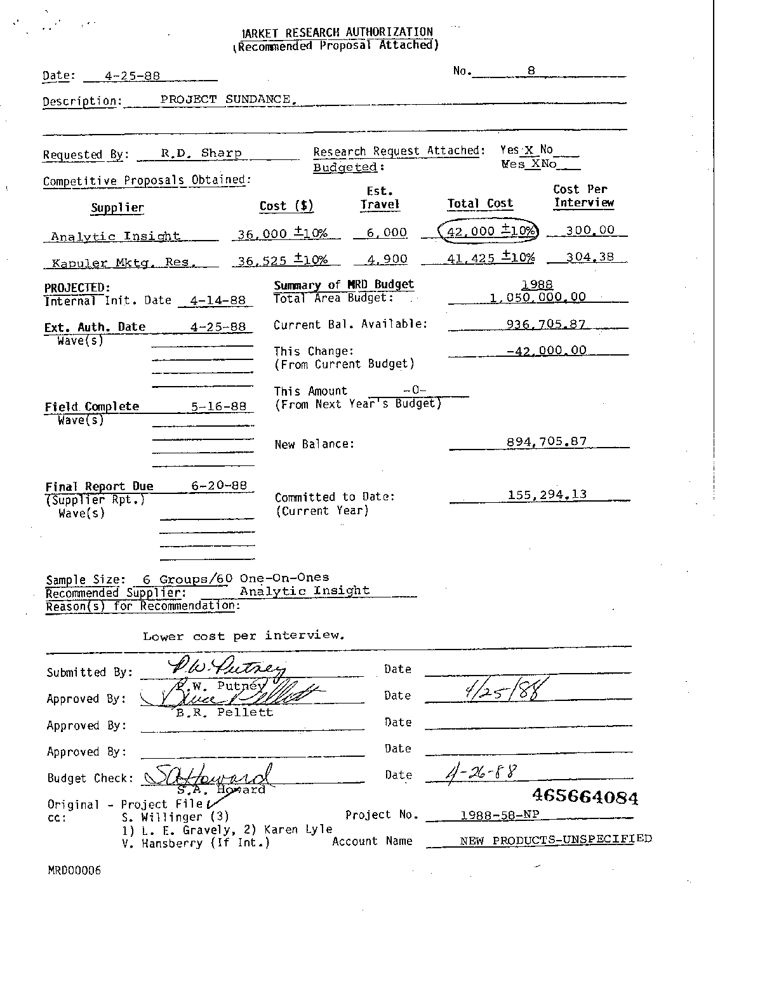 MARKET RESEARCH AUTHORIZATION
(Recommended Proposal Attached)
Date: 4-25-88 No. 8
Description: PROJECT SUNDANCE.
Requested By: R.D. Sharp Research Request Attached: Yes X No
Budgeted: Yes X No
Competitive Proposals Obtained:
Supplier Cost ($) Est. Travel Total Cost Cost Per Interview
Analytic Insight 36,000 ±10% 6,000 42,000 ±10% 300.00
Kapuler Mktg. Res. 36,525 ±10% 4,900 41,425 ±10% 304.38
PROJECTED: Summary of MRD Budget 1988
Internal Init. Date 4-14-88 Total Area Budget: 1,050,000.00
Ext. Auth. Date 4-25-88 Current Bal. Available: 936,705.87
Wave(s)
This Change: -42,000.00
(From Current Budget)
This Amount -0-
Field Complete 5-16-88 (From Next Year's Budget)
Wave(s)
New Balance: 894,705.87
Final Report Due 6-20-88
(Supplier Rpt.) Committed to Date: 155,294.13
Wave(s) (Current Year)
Sample Size: 6 Groups/60 One-On-Ones
Recommended Supplier: Analytic Insight
Reason(s) for Recommendation:
Lower cost per interview.
Submitted By: P.W. Putney Date
P.W. Putney
Approved By: Bruce Pellett Date 4/25/88
B.R. Pellett
Approved By: Date
Approved By: Date
Budget Check: SAHoward Date 4-26-88
S.A. Howard
465664084
Original - Project File
cc: S. Willinger (3) Project No. 1988-58-NP
1) L. E. Gravely, 2) Karen Lyle
V. Hansberry (If Int.) Account Name NEW PRODUCTS-UNSPECIFIED
MRD00006